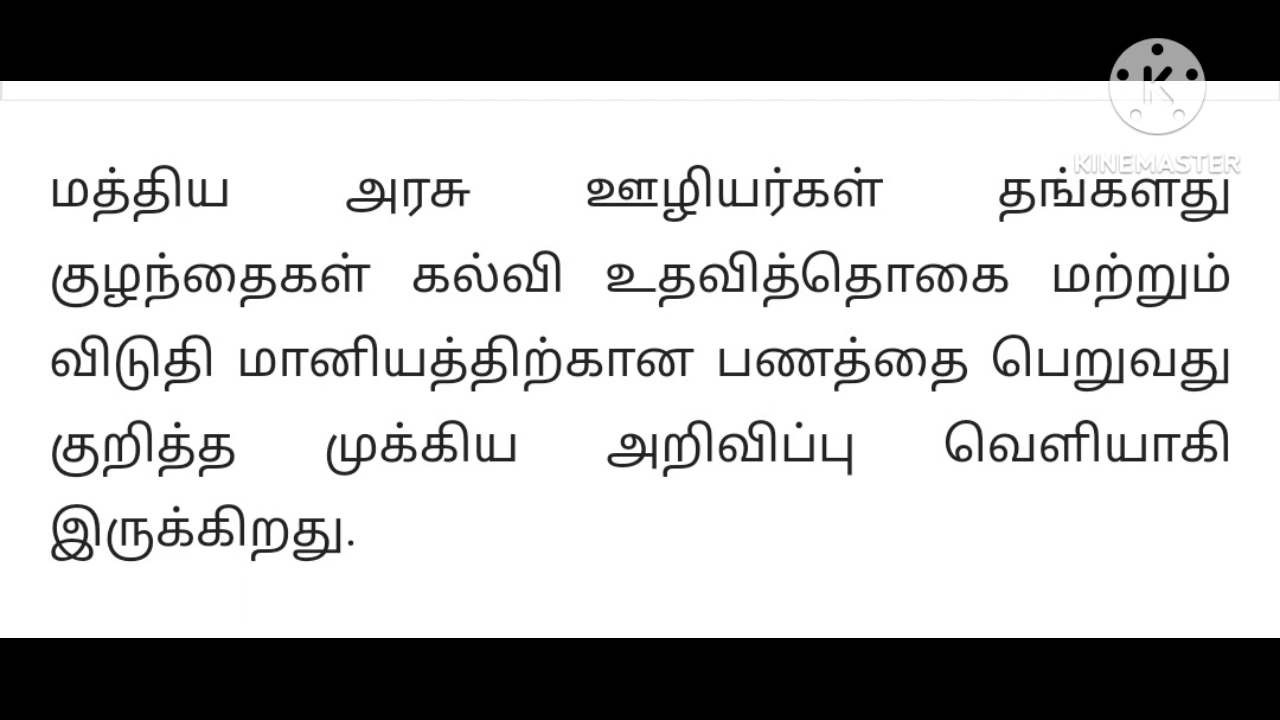 K
KINEMASTER
மத்திய அரசு ஊழியர்கள் தங்களது
குழந்தைகள் கல்வி உதவித்தொகை மற்றும்
விடுதி மானியத்திற்கான பணத்தை பெறுவது
குறித்த முக்கிய அறிவிப்பு வெளியாகி
இருக்கிறது.